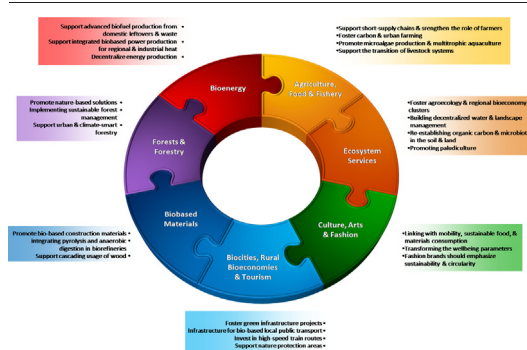 Support advanced biofuel production from •
domestic leftovers & waste
Support integrated biobased power production •
for regional & industrial heat
Decentralize energy production •
•Support short-supply chains & strengthen the role of farmers
•Foster carbon & urban farming
•Promote microalgae production & multitrophic aquaculture
•Support the transition of livestock systems
Bioenergy
Agriculture,
Food & Fishery
Promote nature-based solutions •
Implementing sustainable forest •
management
Support urban & climate-smart •
forestry
Forests &
Forestry
Ecosystem
Services
•Foster agroecology & regional bioeconomy
clusters
•Building decentralized water & landscape
management
•Re-establishing organic carbon & microbiota
in the soil & land
•Promoting paludiculture
Promote bio-based construction materials •
Integrating pyrolysis and anaerobic •
digestion in biorefineries
Support cascading usage of wood •
Biobased
Materials
Culture, Arts
& Fashion
•Linking with mobility, sustainable food, &
materials consumption
•Transforming the wellbeing parameters
•Fashion brands should emphasize
sustainability & circularity
Biocities, Rural
Bioeconomies
& Tourism
Foster green infrastructure projects•
Infrastructure for bio-based local public transport•
Invest in high-speed train routes•
Support nature protection areas•